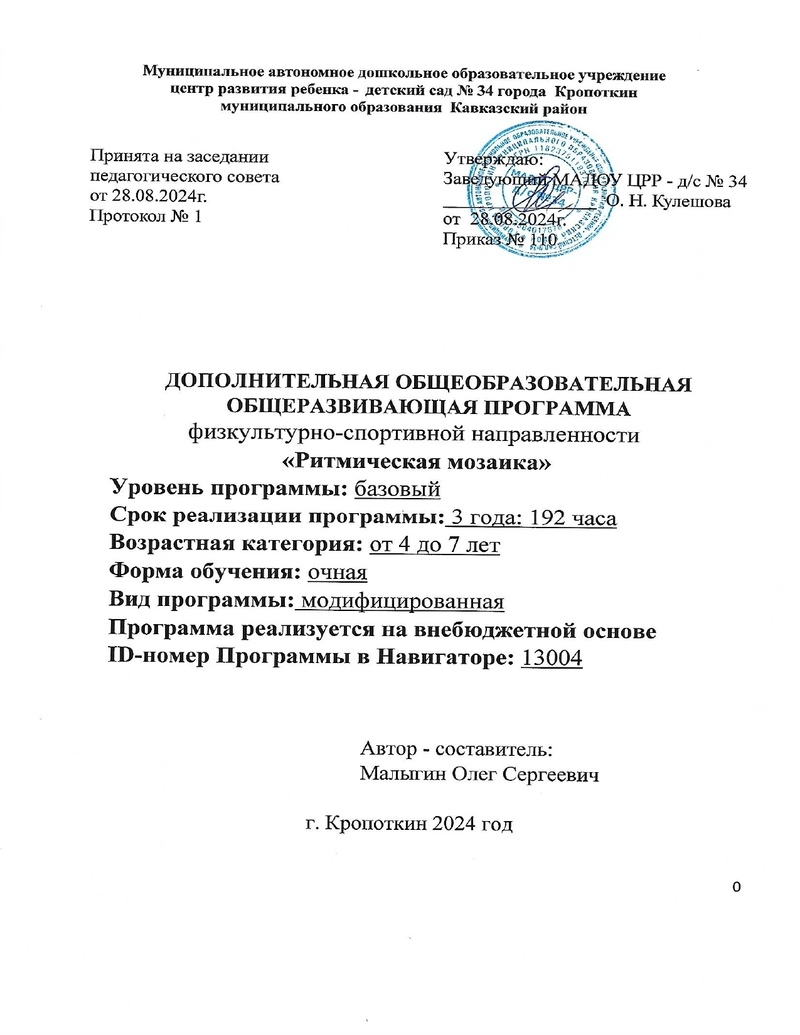 Муниципальное автономное дошкольное образовательное учреждение
центр развития ребенка - детский сад № 34 города Кропоткин
муниципального образования Кавказский район
Принята на заседании
педагогического совета
от 28.08.2024г.
Протокол № 1
Утверждаю:
Заведующий МАДОУ ЦРР - д/с № 34
О. Н. Кулешова
от 28.08.2024г.
Приказ № 110
ДОПОЛНИТЕЛЬНАЯ ОБЩЕОБРАЗОВАТЕЛЬНАЯ
ОБЩЕРАЗВИВАЮЩАЯ ПРОГРАММА
физкультурно-спортивной направленности
«Ритмическая мозаика»
Уровень программы: базовый
Срок реализации программы: 3 года: 192 часа
Возрастная категория: от 4 до 7 лет
Форма обучения: очная
Вид программы: модифицированная
Программа реализуется на внебюджетной основе
ID-номер Программы в Навигаторе: 13004
Автор - составитель:
Малыгин Олег Сергеевич
г. Кропоткин 2024 год
0